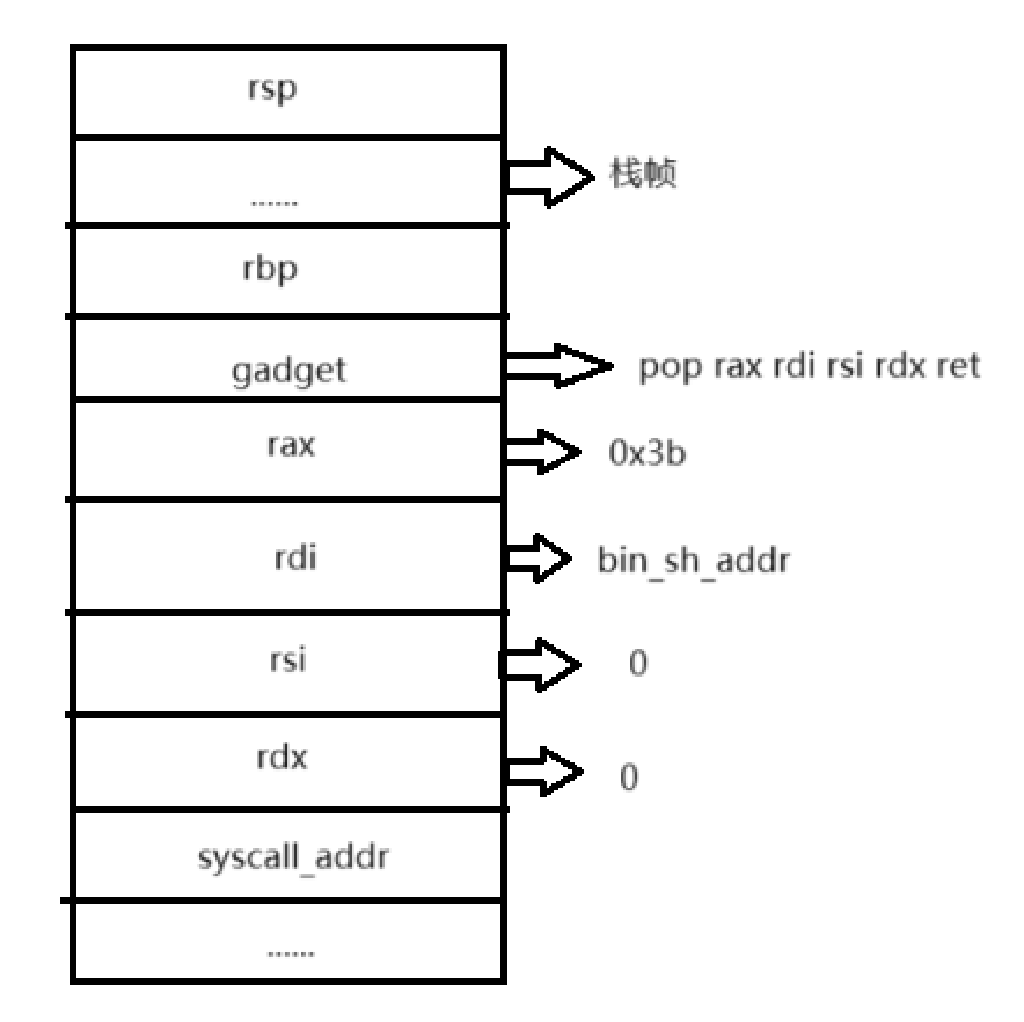 rsp
......
栈帧
rbp
gadget
pop rax rdi rsi rdx ret
rax
0x3b
rdi
bin_sh_addr
rsi
0
rdx
0
syscall_addr
......